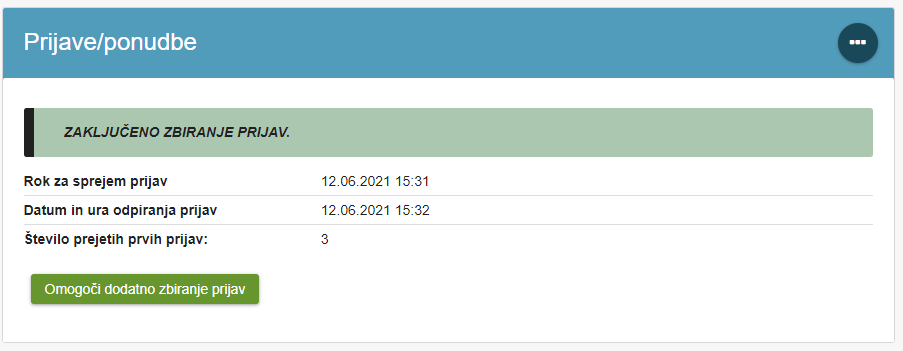 Prijave/ponudbe
ZAKLJUČENO ZBIRANJE PRIJAV.
Rok za sprejem prijav 12.06.2021 15:31
Datum in ura odpiranja prijav 12.06.2021 15:32
Število prejetih prvih prijav: 3
Omogoči dodatno zbiranje prijav